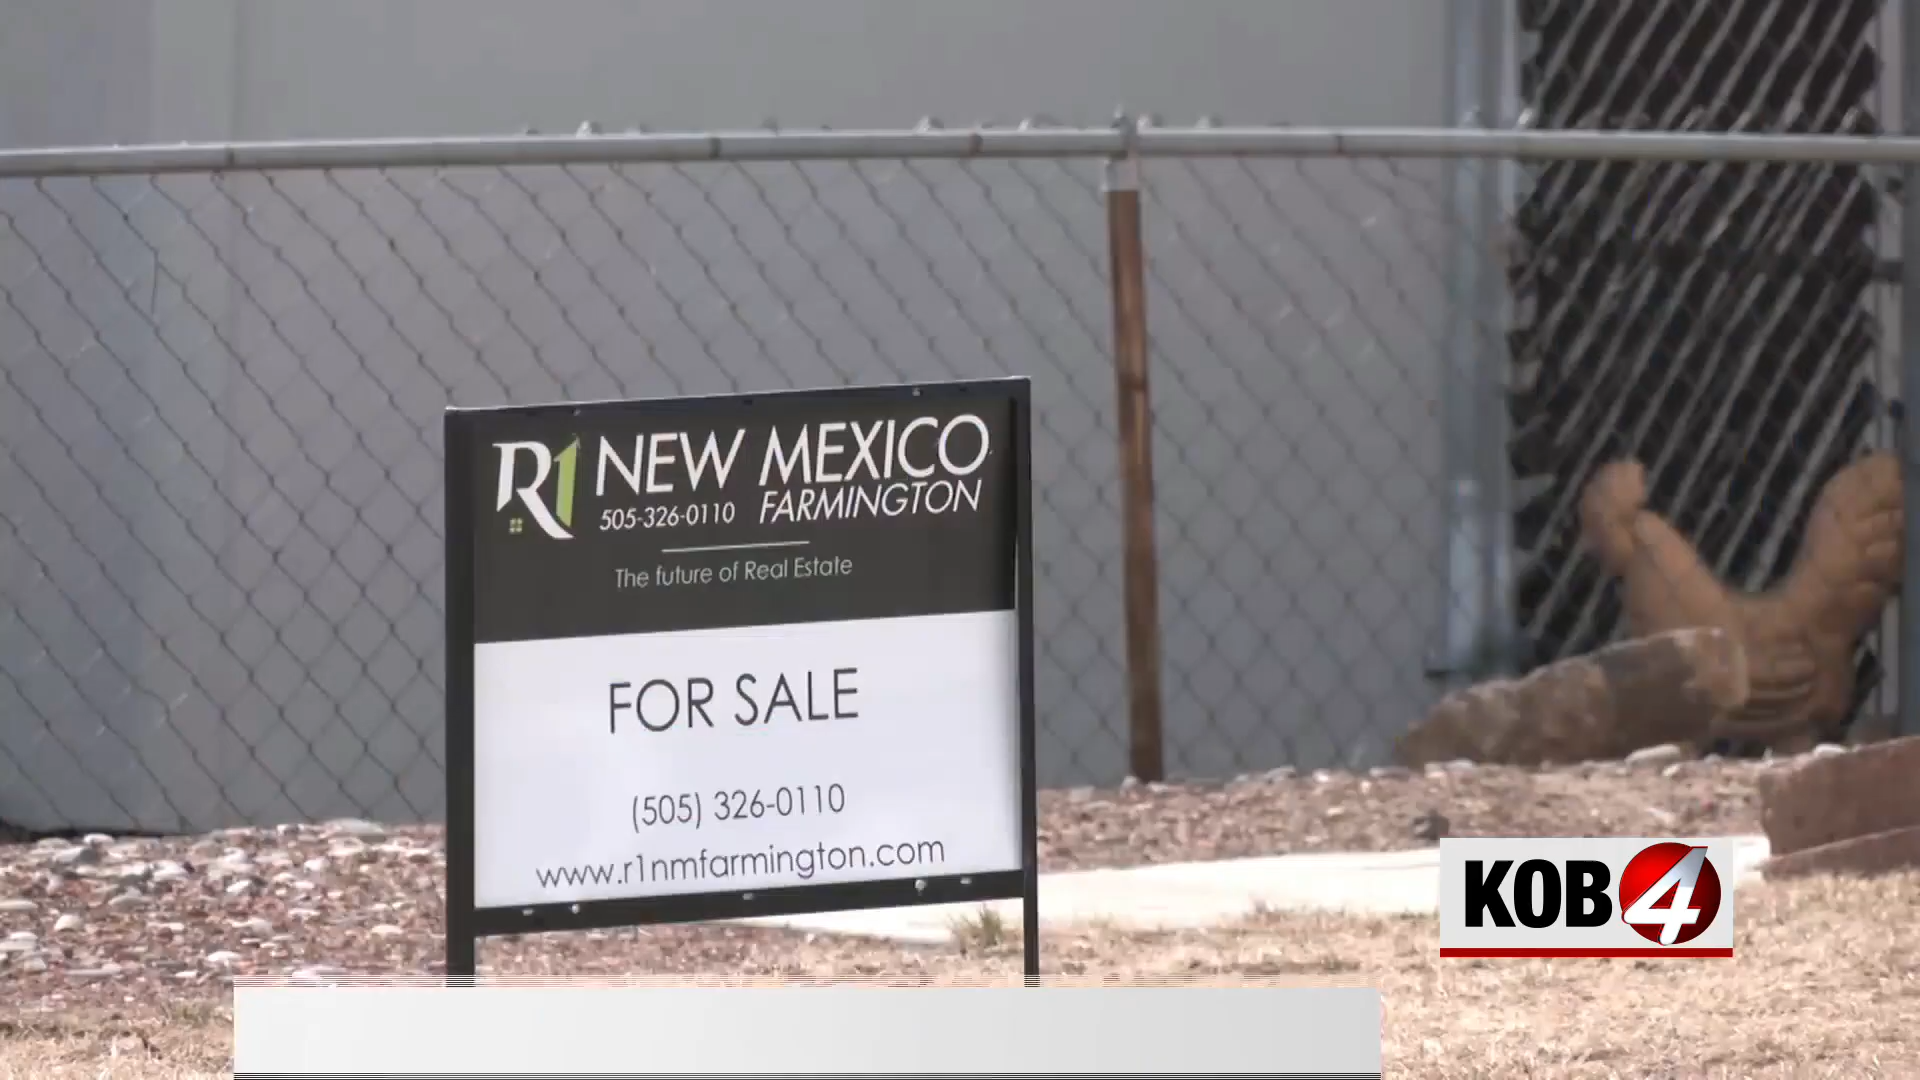 R1 NEW MEXICO
505-326-0110 FARMINGTON
The future of Real Estate
FOR SALE
(505) 326-0110
www.r1nmfarmington.com
KOB 4